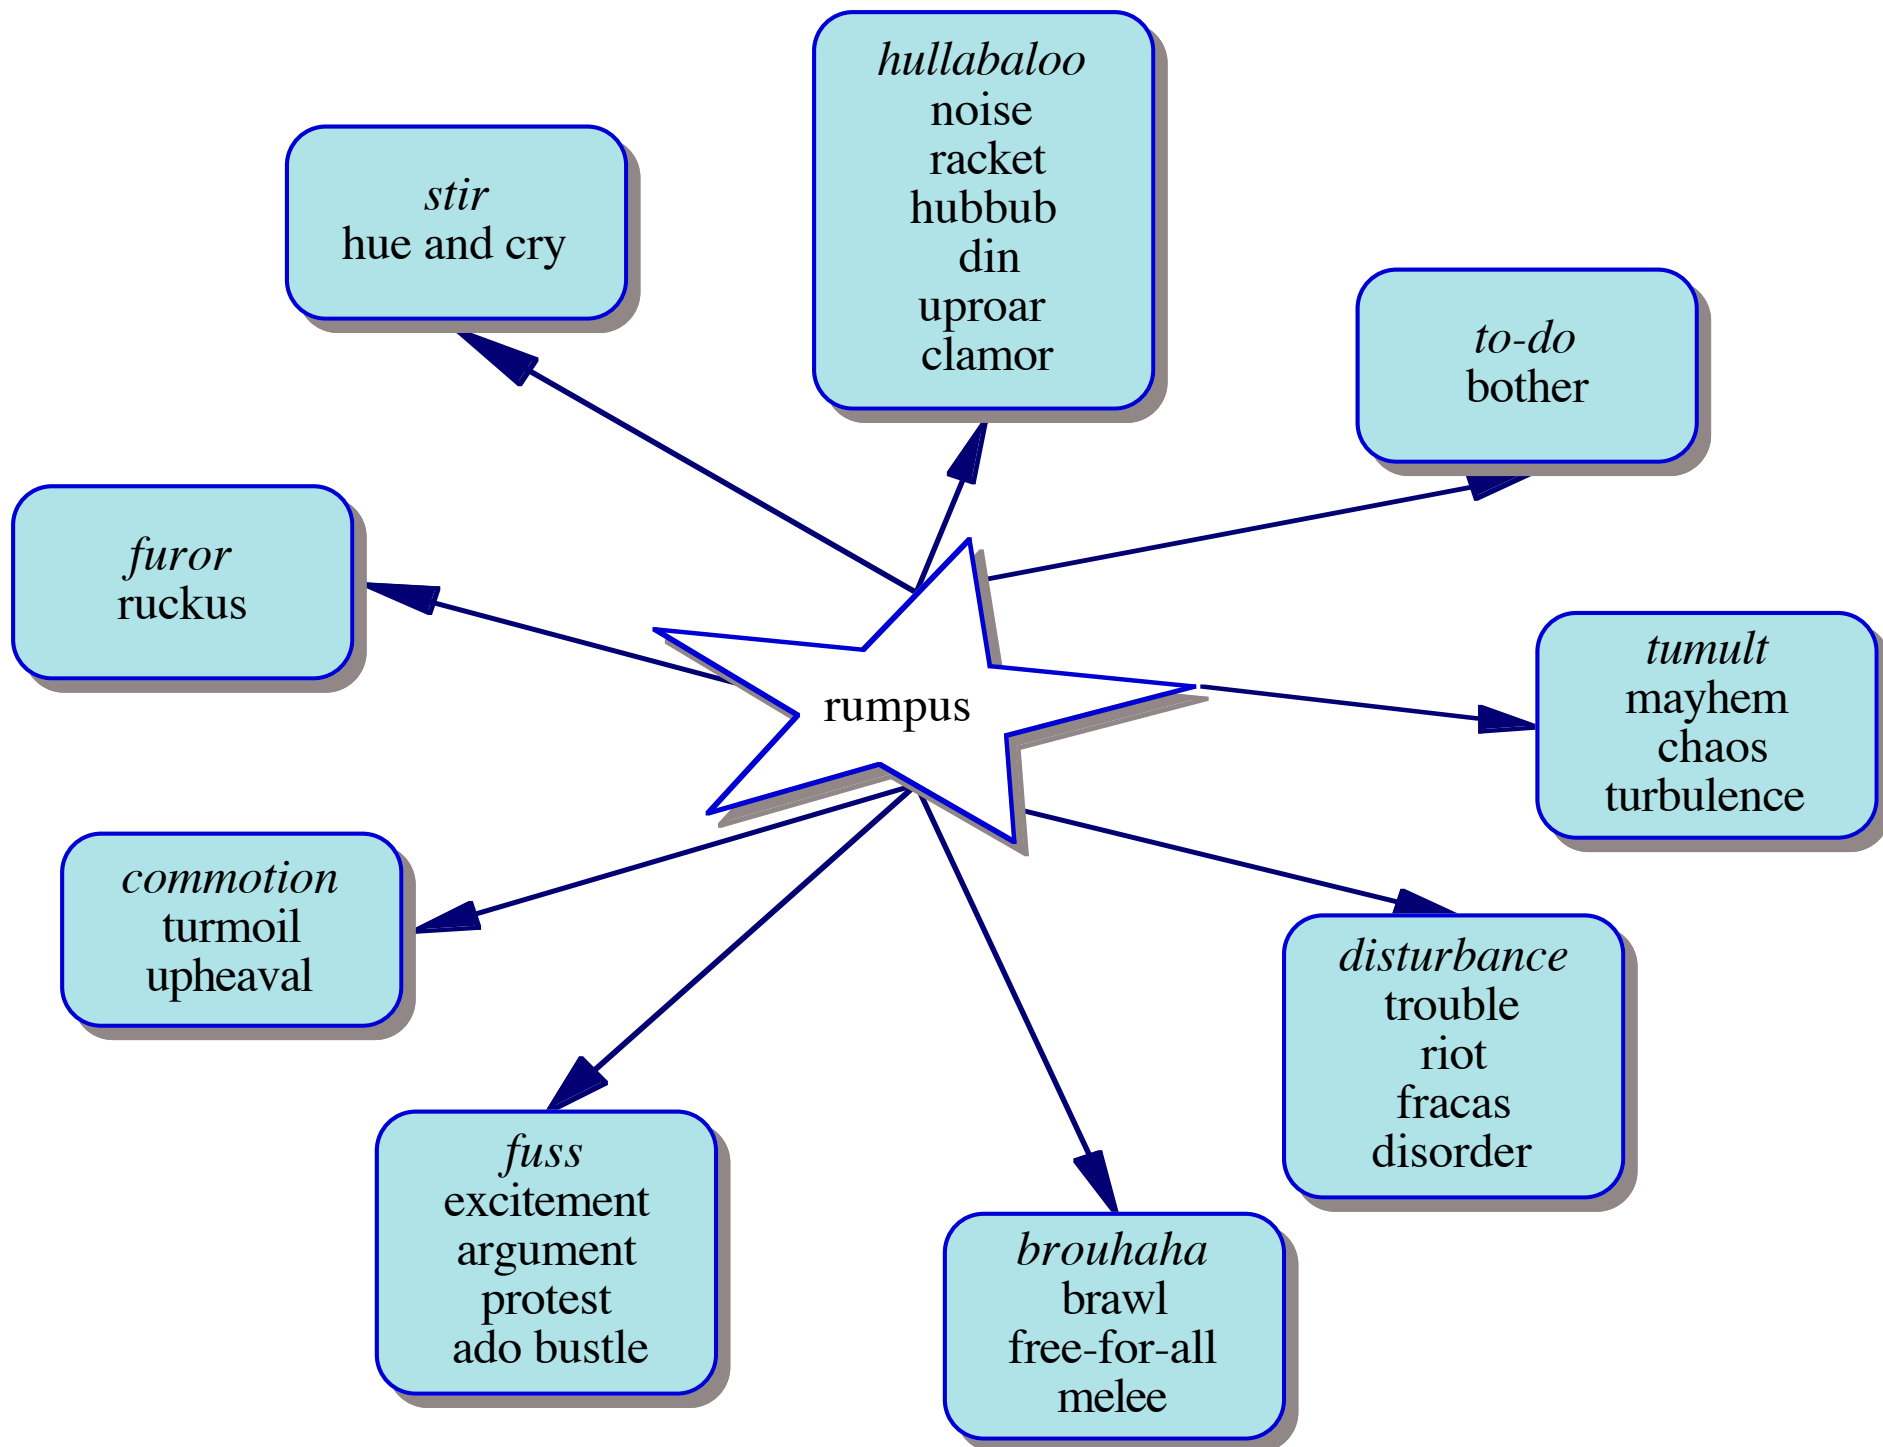 hullabaloo
noise
racket
hubbub
din
uproar
clamor
stir
hue and cry
to-do
bother
furor
ruckus
rumpus
tumult
mayhem
chaos
turbulence
commotion
turmoil
upheaval
disturbance
trouble
riot
fracas
disorder
fuss
excitement
argument
protest
ado bustle
brouhaha
brawl
free-for-all
melee